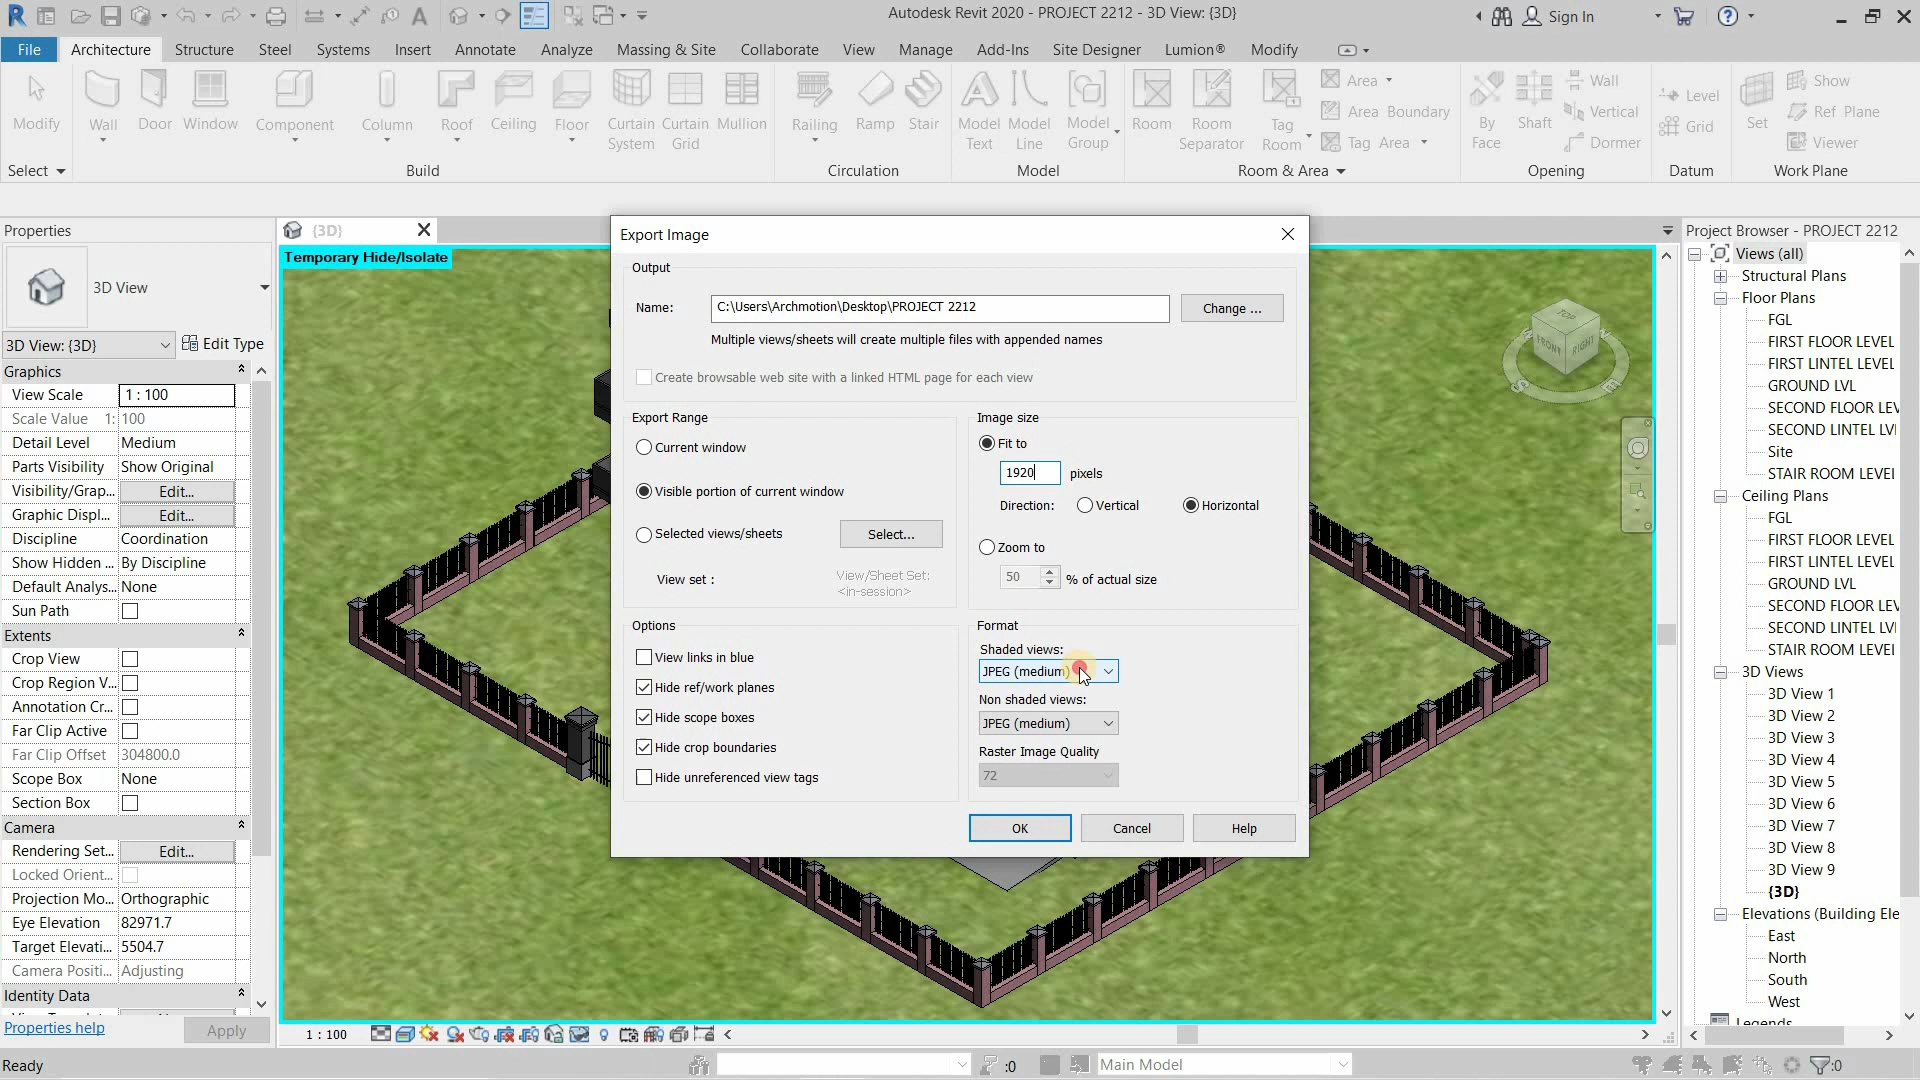 Autodesk Revit 2020 - PROJECT 2212 - 3D View: {3D}
Sign In
File Architecture Structure Steel Systems Insert Annotate Analyze Massing & Site Collaborate View Manage Add-Ins Site Designer Lumion® Modify
Modify Wall Door Window Component Column Roof Ceiling Floor Curtain System Curtain Grid Mullion Railing Ramp Stair Model Text Model Line Model Group Room Room Separator Tag Room By Face Shaft Set
Area
Area Boundary
Tag Area
Wall
Vertical
Dormer
Level
Grid
Show
Ref Plane
Viewer
Select Build Circulation Model Room & Area Opening Datum Work Plane
Properties
3D View
3D View: {3D} Edit Type
Graphics
View Scale 1 : 100
Scale Value 1: 100
Detail Level Medium
Parts Visibility Show Original
Visibility/Grap... Edit...
Graphic Displ... Edit...
Discipline Coordination
Show Hidden ... By Discipline
Default Analys... None
Sun Path
Extents
Crop View
Crop Region V...
Annotation Cr...
Far Clip Active
Far Clip Offset 304800.0
Scope Box None
Section Box
Camera
Rendering Set... Edit...
Locked Orient...
Projection Mo... Orthographic
Eye Elevation 82971.7
Target Elevati... 5504.7
Camera Positi... Adjusting
Identity Data
Properties help Apply
{3D}
Temporary Hide/Isolate
TOP
FRONT RIGHT
S E
Export Image
Output
Name: C:\Users\Archmotion\Desktop\PROJECT 2212 Change ...
Multiple views/sheets will create multiple files with appended names
Create browsable web site with a linked HTML page for each view
Export Range
Current window
Visible portion of current window
Selected views/sheets Select...
View set : View/Sheet Set:
<in-session>
Image size
Fit to
1920 pixels
Direction: Vertical Horizontal
Zoom to
50 % of actual size
Options
View links in blue
Hide ref/work planes
Hide scope boxes
Hide crop boundaries
Hide unreferenced view tags
Format
Shaded views:
JPEG (medium)
Non shaded views:
JPEG (medium)
Raster Image Quality
72
OK Cancel Help
Project Browser - PROJECT 2212
Views (all)
Structural Plans
Floor Plans
FGL
FIRST FLOOR LEVEL
FIRST LINTEL LEVEL
GROUND LVL
SECOND FLOOR LEV
SECOND LINTEL LVI
Site
STAIR ROOM LEVEL
Ceiling Plans
FGL
FIRST FLOOR LEVEL
FIRST LINTEL LEVEL
GROUND LVL
SECOND FLOOR LEV
SECOND LINTEL LVI
STAIR ROOM LEVEL
3D Views
3D View 1
3D View 2
3D View 3
3D View 4
3D View 5
3D View 6
3D View 7
3D View 8
3D View 9
{3D}
Elevations (Building Ele
East
North
South
West
Legends
1 : 100
Ready :0 Main Model :0